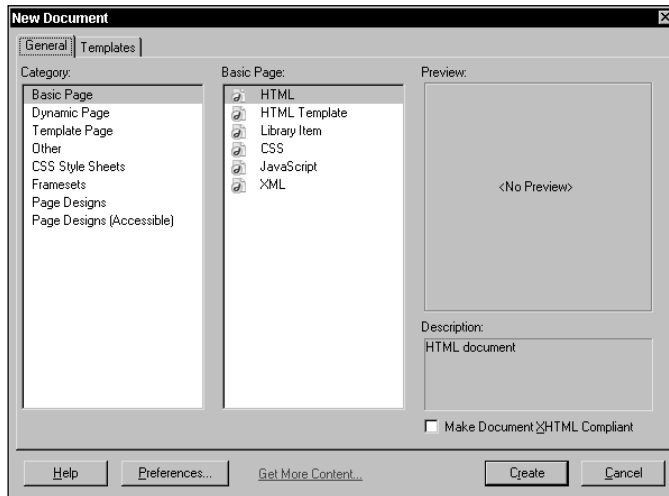 New Document
General
Templates
Category:
Basic Page
Dynamic Page
Template Page
Other
CSS Style Sheets
Framesets
Page Designs
Page Designs (Accessible)
Basic Page:
HTML
HTML Template
Library Item
CSS
JavaScript
XML
Preview:
<No Preview>
Description:
HTML document
Make Document XHTML Compliant
Help
Preferences...
Get More Content...
Create
Cancel